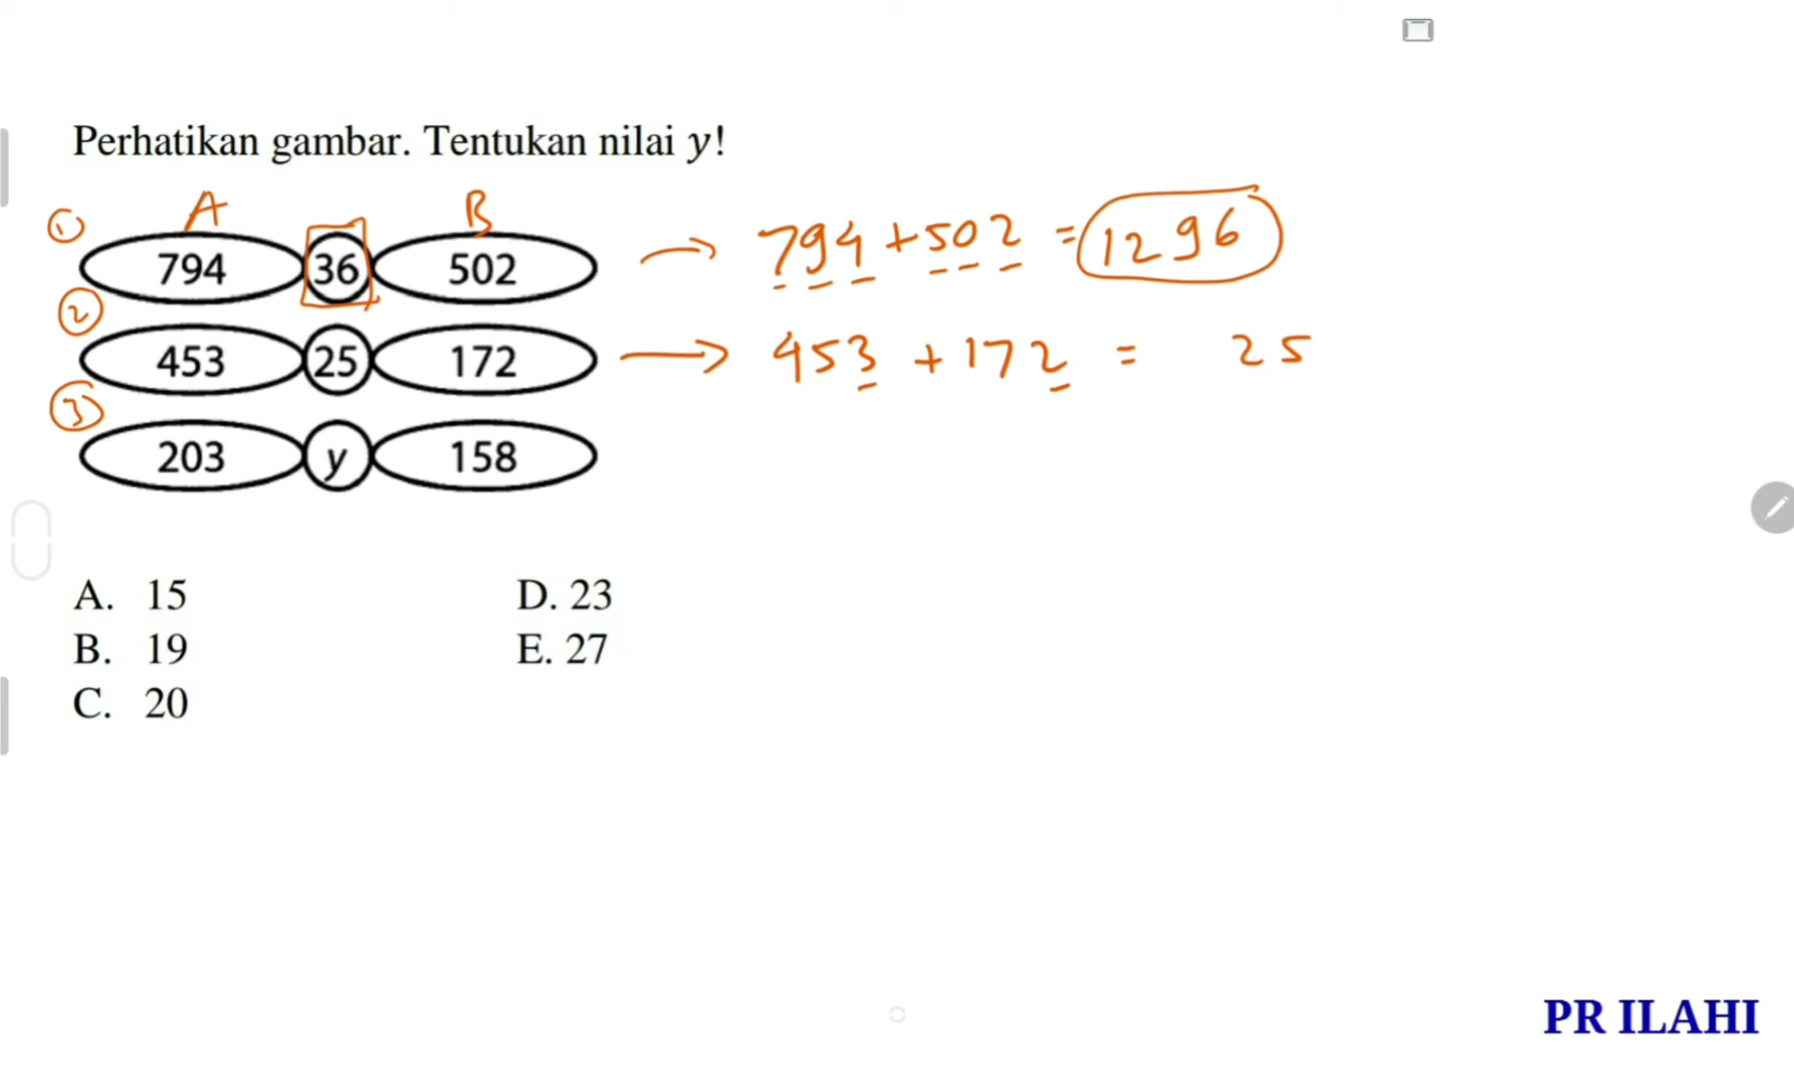 Perhatikan gambar. Tentukan nilai y!
A B
① 794 36 502 → 794 + 502 = 1296
② 453 25 172 → 453 + 172 = 25
③ 203 y 158
A. 15 D. 23
B. 19 E. 27
C. 20
PR ILAHI